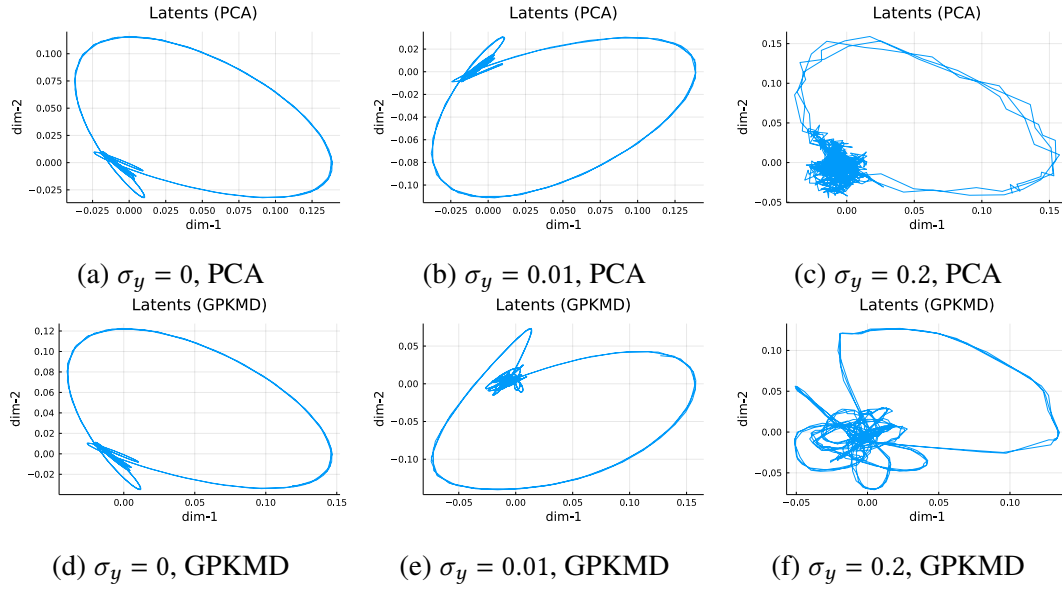 Latents (PCA)
dim-2
0.100
0.075
0.050
0.025
0.000
−0.025
−0.025 0.000 0.025 0.050 0.075 0.100 0.125
dim-1
(a) σy = 0, PCA
Latents (PCA)
dim-2
0.02
0.00
−0.02
−0.04
−0.06
−0.08
−0.10
−0.025 0.000 0.025 0.050 0.075 0.100 0.125
dim-1
(b) σy = 0.01, PCA
Latents (PCA)
dim-2
0.15
0.10
0.05
0.00
−0.05
0.00 0.05 0.10 0.15
dim-1
(c) σy = 0.2, PCA
Latents (GPKMD)
dim-2
0.12
0.10
0.08
0.06
0.04
0.02
0.00
−0.02
0.00 0.05 0.10 0.15
dim-1
(d) σy = 0, GPKMD
Latents (GPKMD)
dim-2
0.05
0.00
−0.05
−0.10
−0.05 0.00 0.05 0.10 0.15
dim-1
(e) σy = 0.01, GPKMD
Latents (GPKMD)
dim-2
0.10
0.05
0.00
−0.05
−0.05 0.00 0.05 0.10
dim-1
(f) σy = 0.2, GPKMD